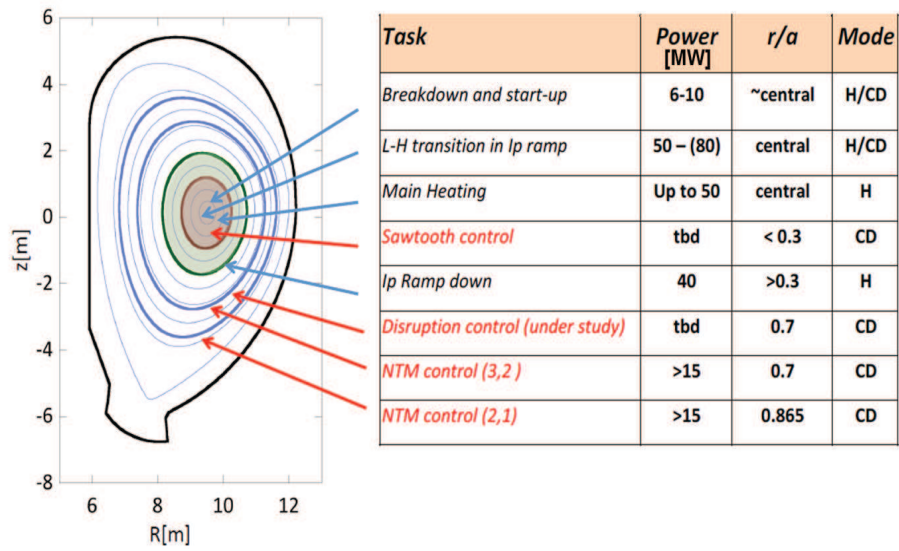 6
4
2
0
-2
-4
-6
-8
z[m]
6 8 10 12
R[m]
Task Power [MW] r/a Mode
Breakdown and start-up 6-10 ~central H/CD
L-H transition in Ip ramp 50 – (80) central H/CD
Main Heating Up to 50 central H
Sawtooth control tbd < 0.3 CD
Ip Ramp down 40 >0.3 H
Disruption control (under study) tbd 0.7 CD
NTM control (3,2 ) >15 0.7 CD
NTM control (2,1) >15 0.865 CD